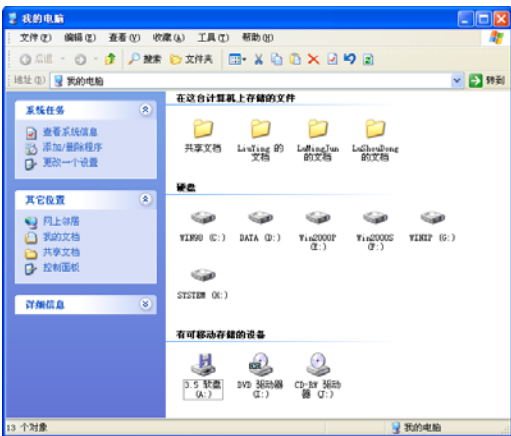 我的电脑
文件(F) 编辑(E) 查看(V) 收藏(A) 工具(T) 帮助(H)
后退 搜索 文件夹
地址(D) 我的电脑 转到
系统任务
查看系统信息
添加/删除程序
更改一个设置
其它位置
网上邻居
我的文档
共享文档
控制面板
详细信息
在这台计算机上存储的文件
共享文档 LiuYing 的文档 LuMingJun 的文档 LuShouDong 的文档
硬盘
WIN98 (C:) DATA (D:) Win2000P (E:) Win2000S (F:) WINXP (G:)
SYSTEM (K:)
有可移动存储的设备
3.5 软盘 (A:) DVD 驱动器 (I:) CD-RW 驱动器 (J:)
13 个对象 我的电脑